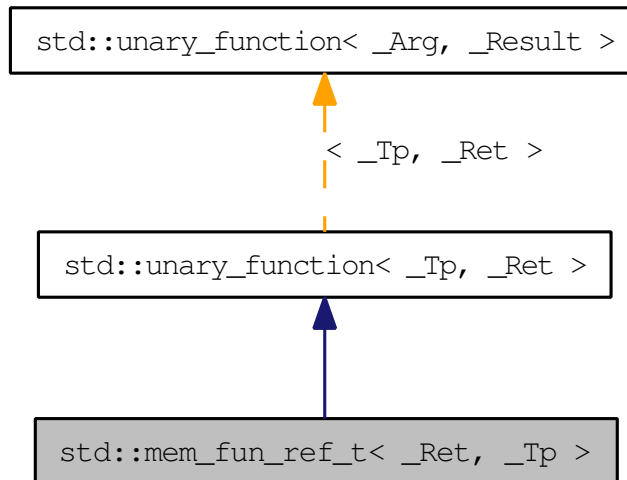 std::unary_function< _Arg, _Result >
< _Tp, _Ret >
std::unary_function< _Tp, _Ret >
std::mem_fun_ref_t< _Ret, _Tp >